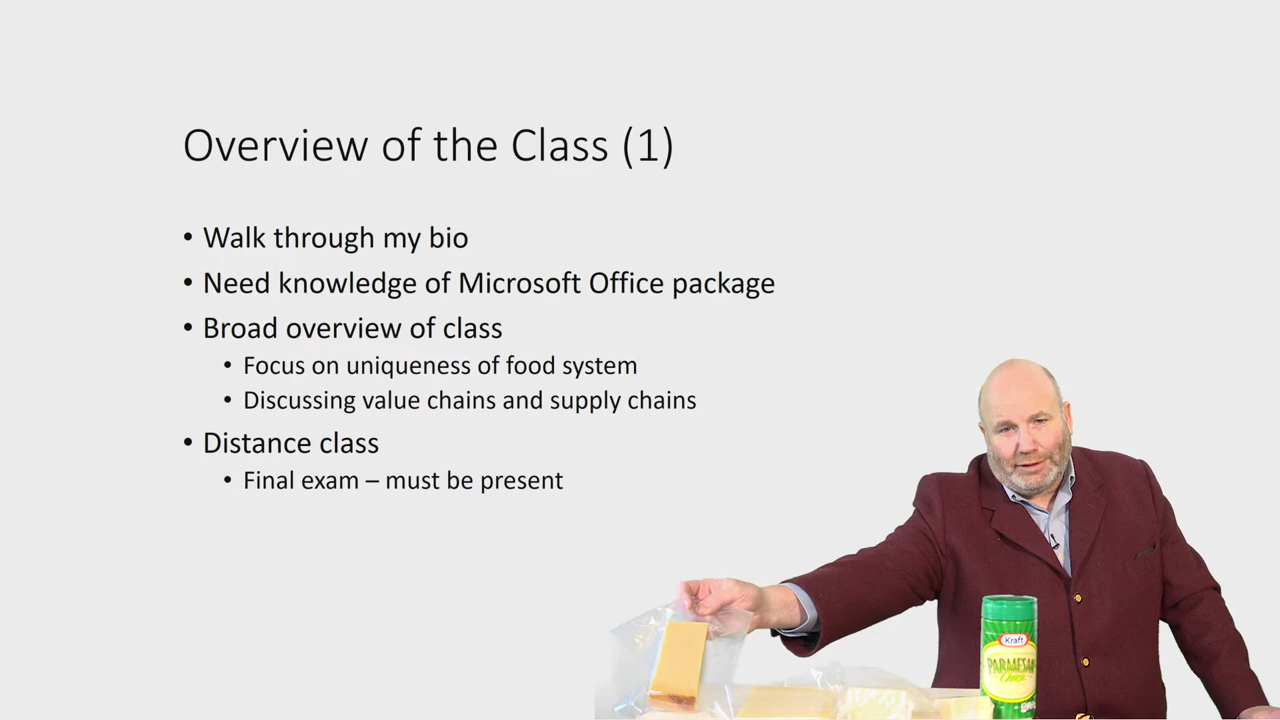 Overview of the Class (1)
• Walk through my bio
• Need knowledge of Microsoft Office package
• Broad overview of class
• Focus on uniqueness of food system
• Discussing value chains and supply chains
• Distance class
• Final exam – must be present
Kraft
PARMESAN
Cheese